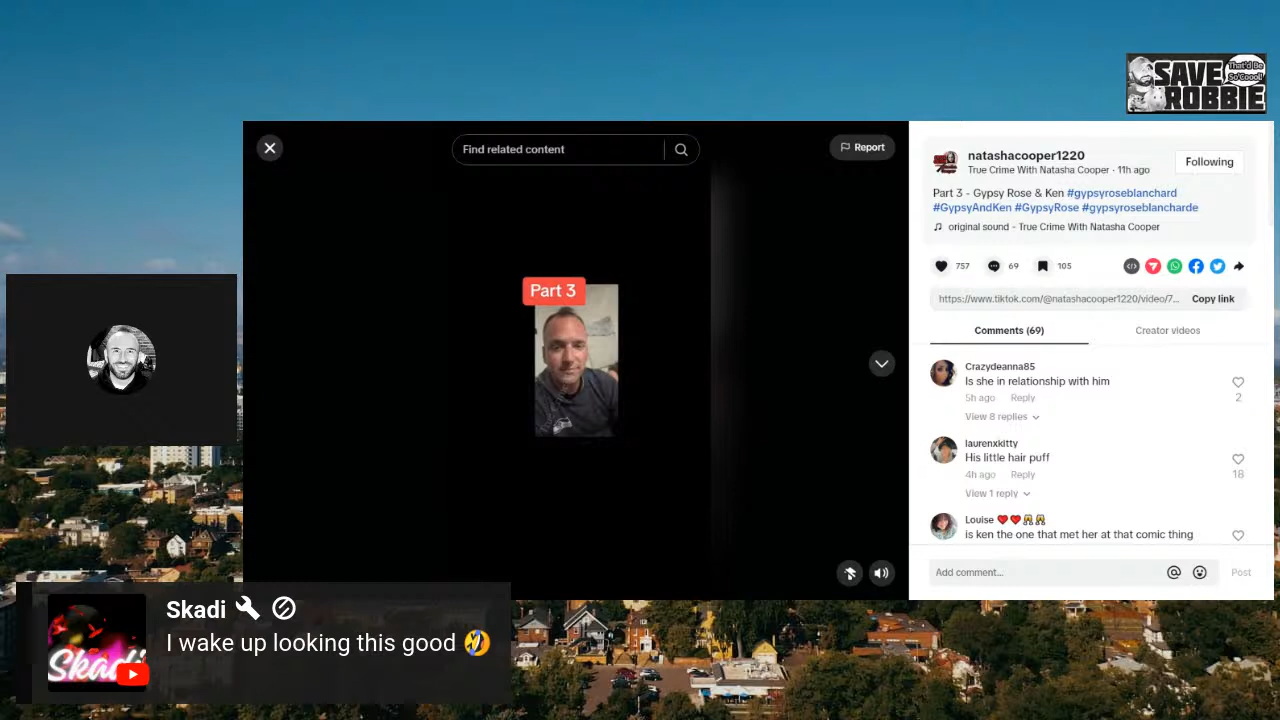 That'd Be
So Cool!
SAVE
ROBBIE
Find related content
Report
natashacooper1220
True Crime With Natasha Cooper · 11h ago
Following
Part 3 - Gypsy Rose & Ken #gypsyroseblanchard
#GypsyAndKen #GypsyRose #gypsyroseblancharde
original sound - True Crime With Natasha Cooper
757
69
105
https://www.tiktok.com/@natashacooper1220/video/7...
Copy link
Comments (69)
Creator videos
Part 3
Crazydeanna85
Is she in relationship with him
5h ago Reply
2
View 8 replies
laurenxkitty
His little hair puff
4h ago Reply
18
View 1 reply
Louise ❤️❤️👯👯
is ken the one that met her at that comic thing
Add comment...
Post
Skadi
Skadi 🔧
I wake up looking this good 🤣